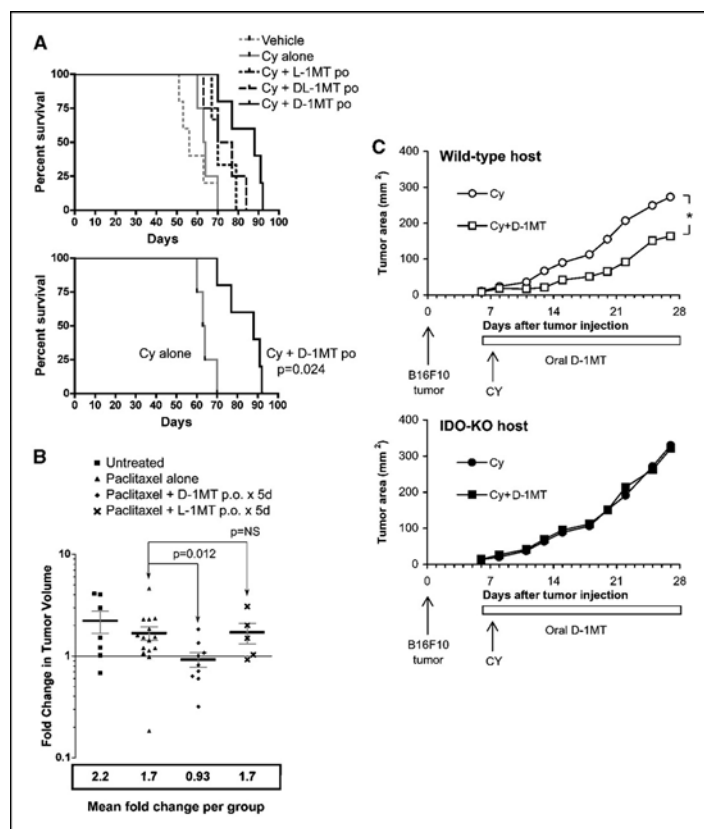 A
Vehicle
Cy alone
Cy + L-1MT po
Cy + DL-1MT po
Cy + D-1MT po
Percent survival
100
75
50
25
0
0 10 20 30 40 50 60 70 80 90 100
Days
Percent survival
100
75
50
25
0
Cy alone
Cy + D-1MT po
p=0.024
0 10 20 30 40 50 60 70 80 90 100
Days
B
Untreated
Paclitaxel alone
Paclitaxel + D-1MT p.o. x 5d
Paclitaxel + L-1MT p.o. x 5d
p=NS
p=0.012
Fold Change in Tumor Volume
10
1
0.1
2.2 1.7 0.93 1.7
Mean fold change per group
C
Wild-type host
Tumor area (mm ²)
400
300
200
100
0
Cy
Cy+D-1MT
*
0 7 14 21 28
Days after tumor injection
Oral D-1MT
B16F10
tumor
CY
IDO-KO host
Tumor area (mm ²)
400
300
200
100
0
Cy
Cy+D-1MT
0 7 14 21 28
Days after tumor injection
Oral D-1MT
B16F10
tumor
CY